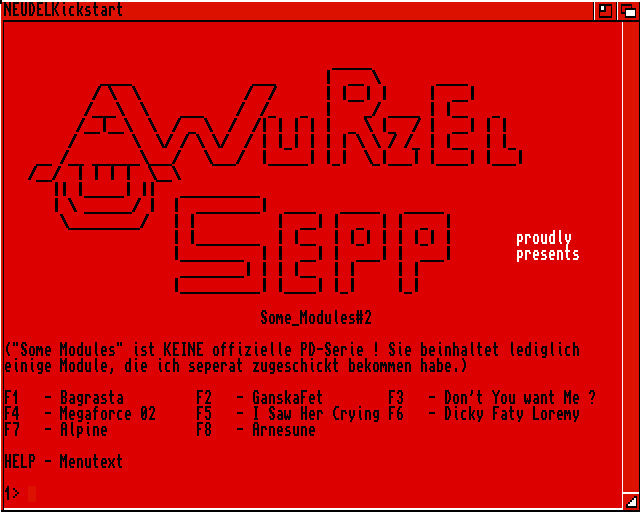 NEUDELKickstart
WURZEL
SEPP
proudly
presents
Some_Modules#2
("Some Modules" ist KEINE offizielle PD-Serie ! Sie beinhaltet lediglich
einige Module, die ich seperat zugeschickt bekommen habe.)
F1 - Bagrasta F2 - GanskaFet F3 - Don't You want Me ?
F4 - Megaforce 02 F5 - I Saw Her Crying F6 - Dicky Faty Loremy
F7 - Alpine F8 - Arnesune
HELP - Menutext
1>